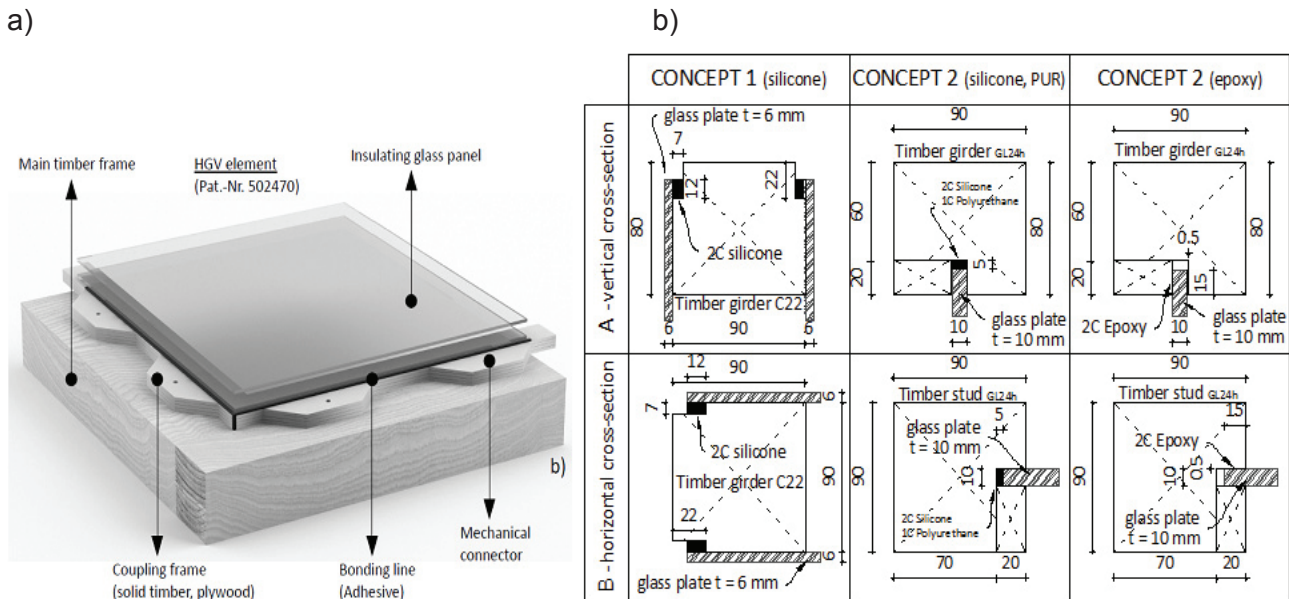 a)
b)
Main timber frame
HGV element
(Pat.-Nr. 502470)
Insulating glass panel
b)
Mechanical
connector
Coupling frame
(solid timber, plywood)
Bonding line
(Adhesive)
CONCEPT 1 (silicone)
CONCEPT 2 (silicone, PUR)
CONCEPT 2 (epoxy)
A -vertical cross-section
glass plate t = 6 mm
7
12
22
80
2C silicone
Timber girder C22
6
90
6
90
Timber girder GL24h
2C Silicone
1C Polyurethane
60
80
20
5
glass plate
t = 10 mm
10
90
Timber girder GL24h
60
80
0.5
20
15
2C Epoxy
glass plate
t = 10 mm
10
B -horizontal cross-section
12
90
6
7
2C silicone
Timber girder C22
90
22
6
glass plate t = 6 mm
90
Timber stud GL24h
5
glass plate
t = 10 mm
90
10
2C Silicone
1C Polyurethane
70
20
90
Timber stud GL24h
15
2C Epoxy
90
10
0.5
glass plate
t = 10 mm
70
20